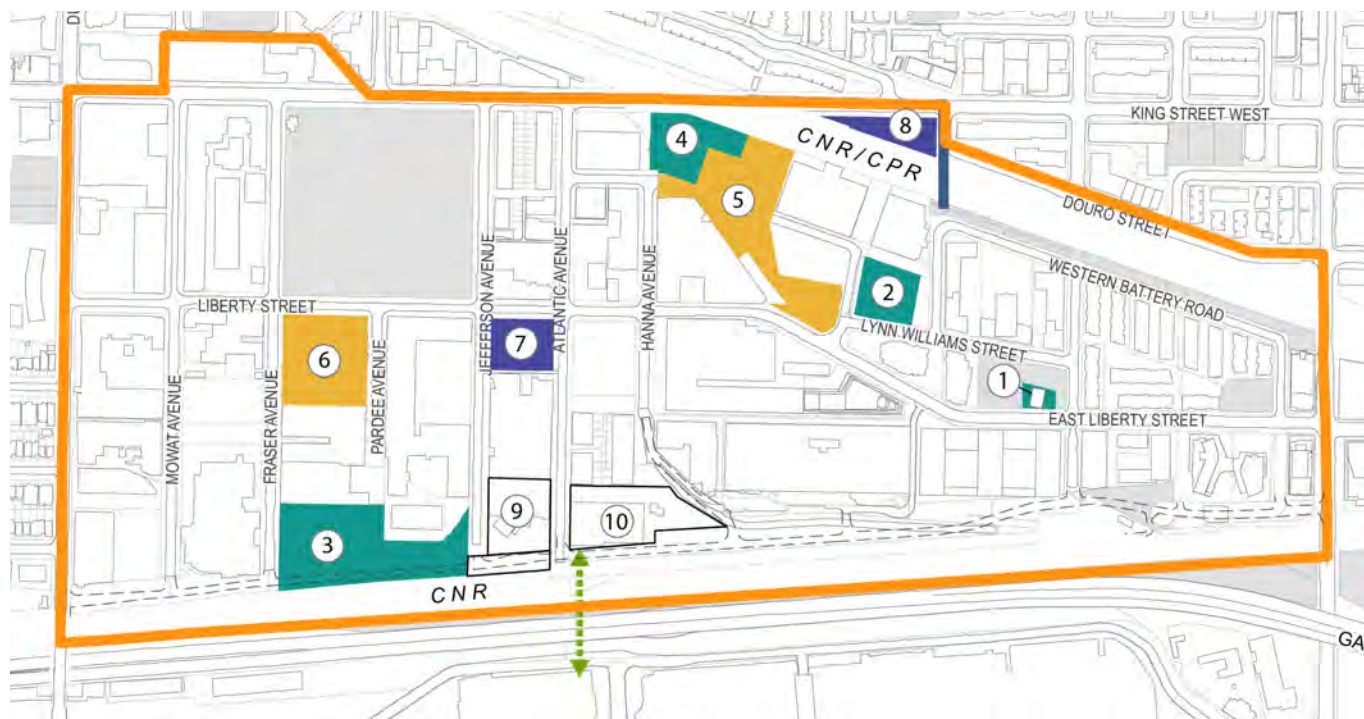 DU
KING STREET WEST
8
4
CNR/CPR
5
DOURO STREET
WESTERN BATTERY ROAD
2
LYNN WILLIAMS STREET
LIBERTY STREET
JEFFERSON AVENUE
ATLANTIC AVENUE
HANNA AVENUE
7
6
1
EAST LIBERTY STREET
MOWAT AVENUE
FRASER AVENUE
PARDEE AVENUE
9
10
3
CNR
GA